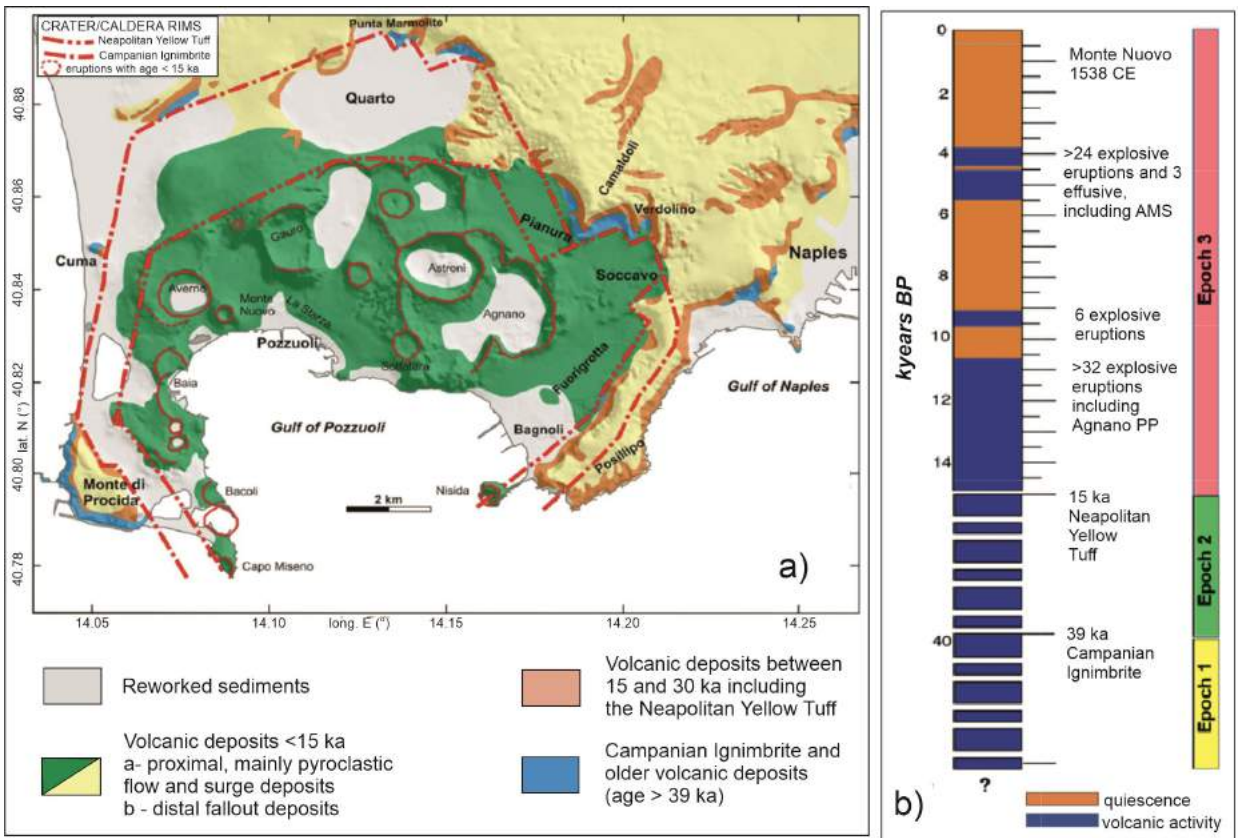 a)
CRATER/CALDERA RIMS
Neapolitan Yellow Tuff
Campanian Ignimbrite
eruptions with age < 15 ka
Punta Marmolite
Quarto
Camaldoli
Verdolino
Pianura
Gauro
Cuma
Soccavo
Naples
Astroni
Averno
Monte
Nuovo
La Starza
Agnano
Pozzuoli
Solfatara
Fuorigrotta
Baia
Gulf of Naples
Gulf of Pozzuoli
Bagnoli
Posillipo
Monte di
Procida
Bacoli
2 km
Nisida
Capo Miseno
a)
40.88
40.86
40.84
40.82
40.80
40.78
lat. N (°)
14.05
14.10
14.15
14.20
14.25
long. E (°)
Reworked sediments
Volcanic deposits <15 ka
a- proximal, mainly pyroclastic
flow and surge deposits
b - distal fallout deposits
Volcanic deposits between
15 and 30 ka including
the Neapolitan Yellow Tuff
Campanian Ignimbrite and
older volcanic deposits
(age > 39 ka)
kyears BP
0
2
4
6
8
10
12
14
40
?
Monte Nuovo
1538 CE
>24 explosive
eruptions and 3
effusive,
including AMS
6 explosive
eruptions
>32 explosive
eruptions
including
Agnano PP
15 ka
Neapolitan
Yellow
Tuff
39 ka
Campanian
Ignimbrite
Epoch 3
Epoch 2
Epoch 1
b)
quiescence
volcanic activity